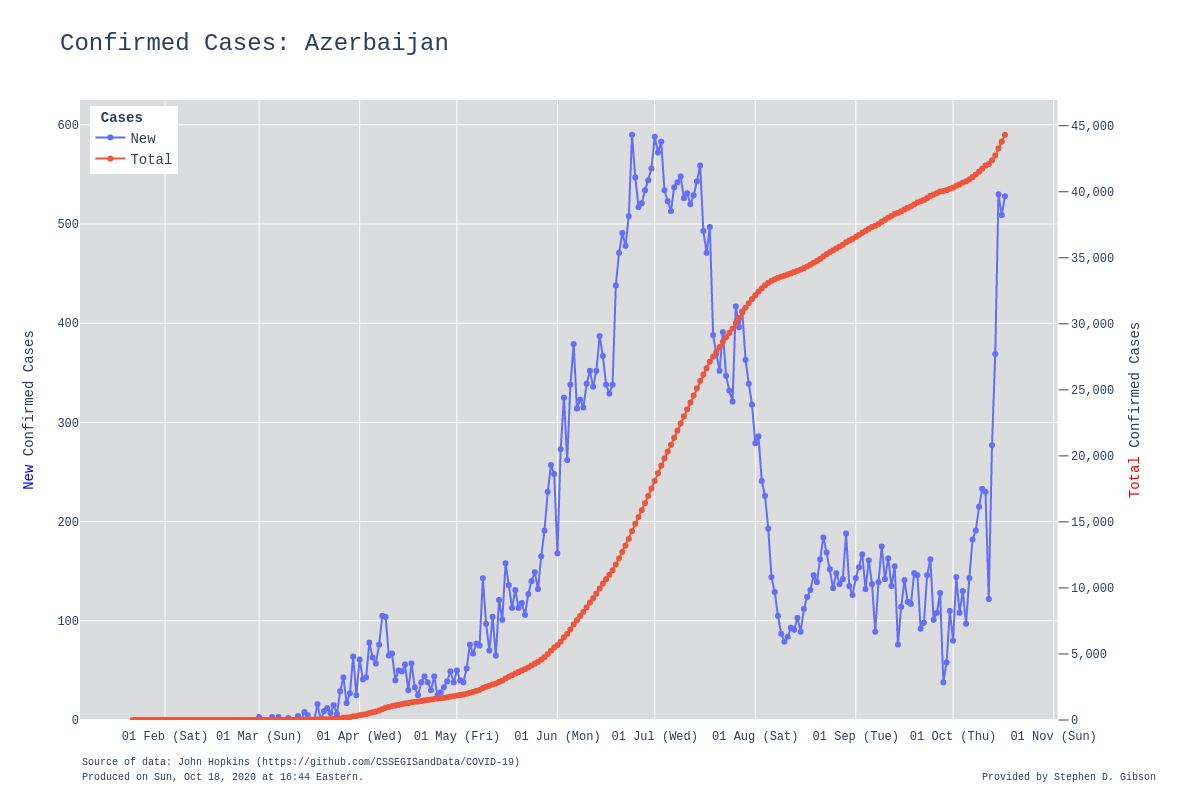 Confirmed Cases: Azerbaijan
Cases
New
Total
600
500
400
300
200
100
0
New Confirmed Cases
45,000
40,000
35,000
30,000
25,000
20,000
15,000
10,000
5,000
0
Total Confirmed Cases
01 Feb (Sat) 01 Mar (Sun) 01 Apr (Wed) 01 May (Fri) 01 Jun (Mon) 01 Jul (Wed) 01 Aug (Sat) 01 Sep (Tue) 01 Oct (Thu) 01 Nov (Sun)
Source of data: John Hopkins (https://github.com/CSSEGISandData/COVID-19)
Produced on Sun, Oct 18, 2020 at 16:44 Eastern.
Provided by Stephen D. Gibson